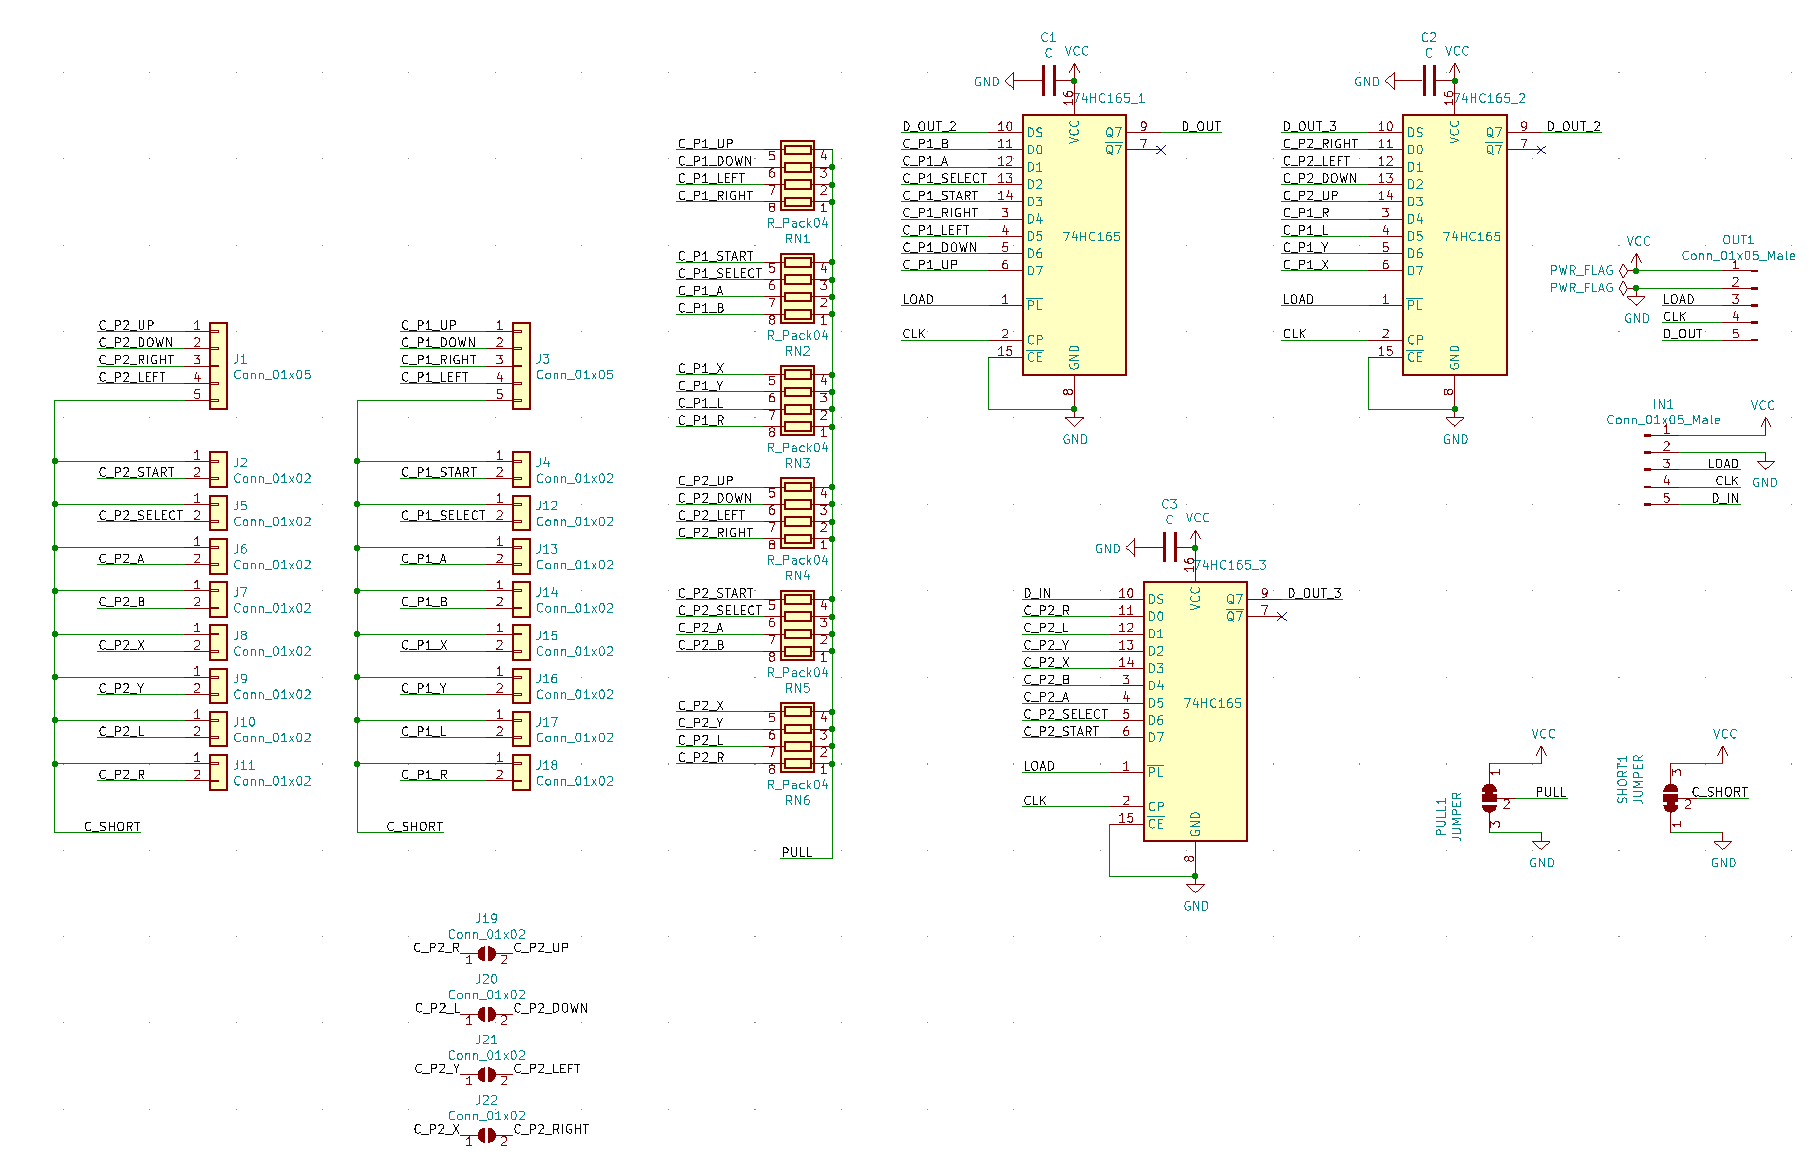 C1
C
VCC
GND
16
74HC165_1
D_OUT_2 10 DS VCC Q7 9 D_OUT
C_P1_B 11 D0 Q7 7
C_P1_A 12 D1
C_P1_SELECT 13 D2
C_P1_START 14 D3
C_P1_RIGHT 3 D4
C_P1_LEFT 4 D5 74HC165
C_P1_DOWN 5 D6
C_P1_UP 6 D7
LOAD 1 PL
CLK 2 CP
15 CE GND
8
GND
C2
C
VCC
GND
16
74HC165_2
D_OUT_3 10 DS VCC Q7 9 D_OUT_2
C_P2_RIGHT 11 D0 Q7 7
C_P2_LEFT 12 D1
C_P2_DOWN 13 D2
C_P2_UP 14 D3
C_P1_R 3 D4
C_P1_L 4 D5 74HC165
C_P1_Y 5 D6
C_P1_X 6 D7
LOAD 1 PL
CLK 2 CP
15 CE GND
8
GND
OUT1
Conn_01x05_Male
VCC
PWR_FLAG 1
PWR_FLAG 2
GND
LOAD 3
CLK 4
D_OUT 5
IN1
Conn_01x05_Male
VCC
1
2
3 LOAD
4 CLK
5 D_IN
GND
C_P1_UP 5 4
C_P1_DOWN 6 3
C_P1_LEFT 7 2
C_P1_RIGHT 8 1
R_Pack04
RN1
C_P1_START 5 4
C_P1_SELECT 6 3
C_P1_A 7 2
C_P1_B 8 1
R_Pack04
RN2
C_P1_X 5 4
C_P1_Y 6 3
C_P1_L 7 2
C_P1_R 8 1
R_Pack04
RN3
C_P2_UP 5 4
C_P2_DOWN 6 3
C_P2_LEFT 7 2
C_P2_RIGHT 8 1
R_Pack04
RN4
C_P2_START 5 4
C_P2_SELECT 6 3
C_P2_A 7 2
C_P2_B 8 1
R_Pack04
RN5
C_P2_X 5 4
C_P2_Y 6 3
C_P2_L 7 2
C_P2_R 8 1
R_Pack04
RN6
PULL
C_P2_UP 1
C_P2_DOWN 2
C_P2_RIGHT 3
C_P2_LEFT 4
5
J1
Conn_01x05
1
C_P2_START 2
J2
Conn_01x02
1
C_P2_SELECT 2
J5
Conn_01x02
1
C_P2_A 2
J6
Conn_01x02
1
C_P2_B 2
J7
Conn_01x02
1
C_P2_X 2
J8
Conn_01x02
1
C_P2_Y 2
J9
Conn_01x02
1
C_P2_L 2
J10
Conn_01x02
1
C_P2_R 2
J11
Conn_01x02
C_SHORT
C_P1_UP 1
C_P1_DOWN 2
C_P1_RIGHT 3
C_P1_LEFT 4
5
J3
Conn_01x05
1
C_P1_START 2
J4
Conn_01x02
1
C_P1_SELECT 2
J12
Conn_01x02
1
C_P1_A 2
J13
Conn_01x02
1
C_P1_B 2
J14
Conn_01x02
1
C_P1_X 2
J15
Conn_01x02
1
C_P1_Y 2
J16
Conn_01x02
1
C_P1_L 2
J17
Conn_01x02
1
C_P1_R 2
J18
Conn_01x02
C_SHORT
C3
C
VCC
GND
16
74HC165_3
D_IN 10 DS VCC Q7 9 D_OUT_3
C_P2_R 11 D0 Q7 7
C_P2_L 12 D1
C_P2_Y 13 D2
C_P2_X 14 D3
C_P2_B 3 D4
C_P2_A 4 D5 74HC165
C_P2_SELECT 5 D6
C_P2_START 6 D7
LOAD 1 PL
CLK 2 CP
15 CE GND
8
GND
VCC
1
2 PULL
3
GND
PULL1
JUMPER
VCC
3
2 C_SHORT
1
GND
SHORT1
JUMPER
J19
Conn_01x02
C_P2_R 1 2 C_P2_UP
J20
Conn_01x02
C_P2_L 1 2 C_P2_DOWN
J21
Conn_01x02
C_P2_Y 1 2 C_P2_LEFT
J22
Conn_01x02
C_P2_X 1 2 C_P2_RIGHT